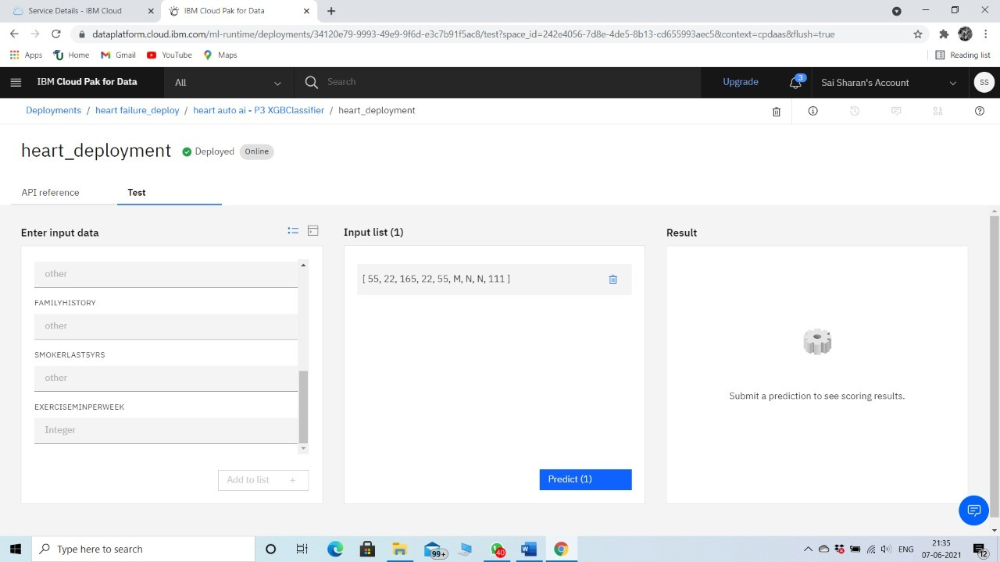 Service Details - IBM Cloud
IBM Cloud Pak for Data
dataplatform.cloud.ibm.com/ml-runtime/deployments/34120e79-9993-49e9-9f6d-e3c7b91f5ac8/test?space_id=242e4056-7d8e-4de5-8b13-cd655993aec5&context=cpdaas&flush=true
Apps Home Gmail YouTube Maps Reading list
IBM Cloud Pak for Data All Search Upgrade 3 Sai Sharan's Account SS
Deployments / heart failure_deploy / heart auto ai - P3 XGBClassifier / heart_deployment
heart_deployment Deployed Online
API reference Test
Enter input data
other
FAMILYHISTORY
other
SMOKERLAST5YRS
other
EXERCISEMINPERWEEK
Integer
Add to list +
Input list (1)
[ 55, 22, 165, 22, 55, M, N, N, 111 ]
Predict (1)
Result
Submit a prediction to see scoring results.
Type here to search
99+
40
ENG
21:35
07-06-2021
12